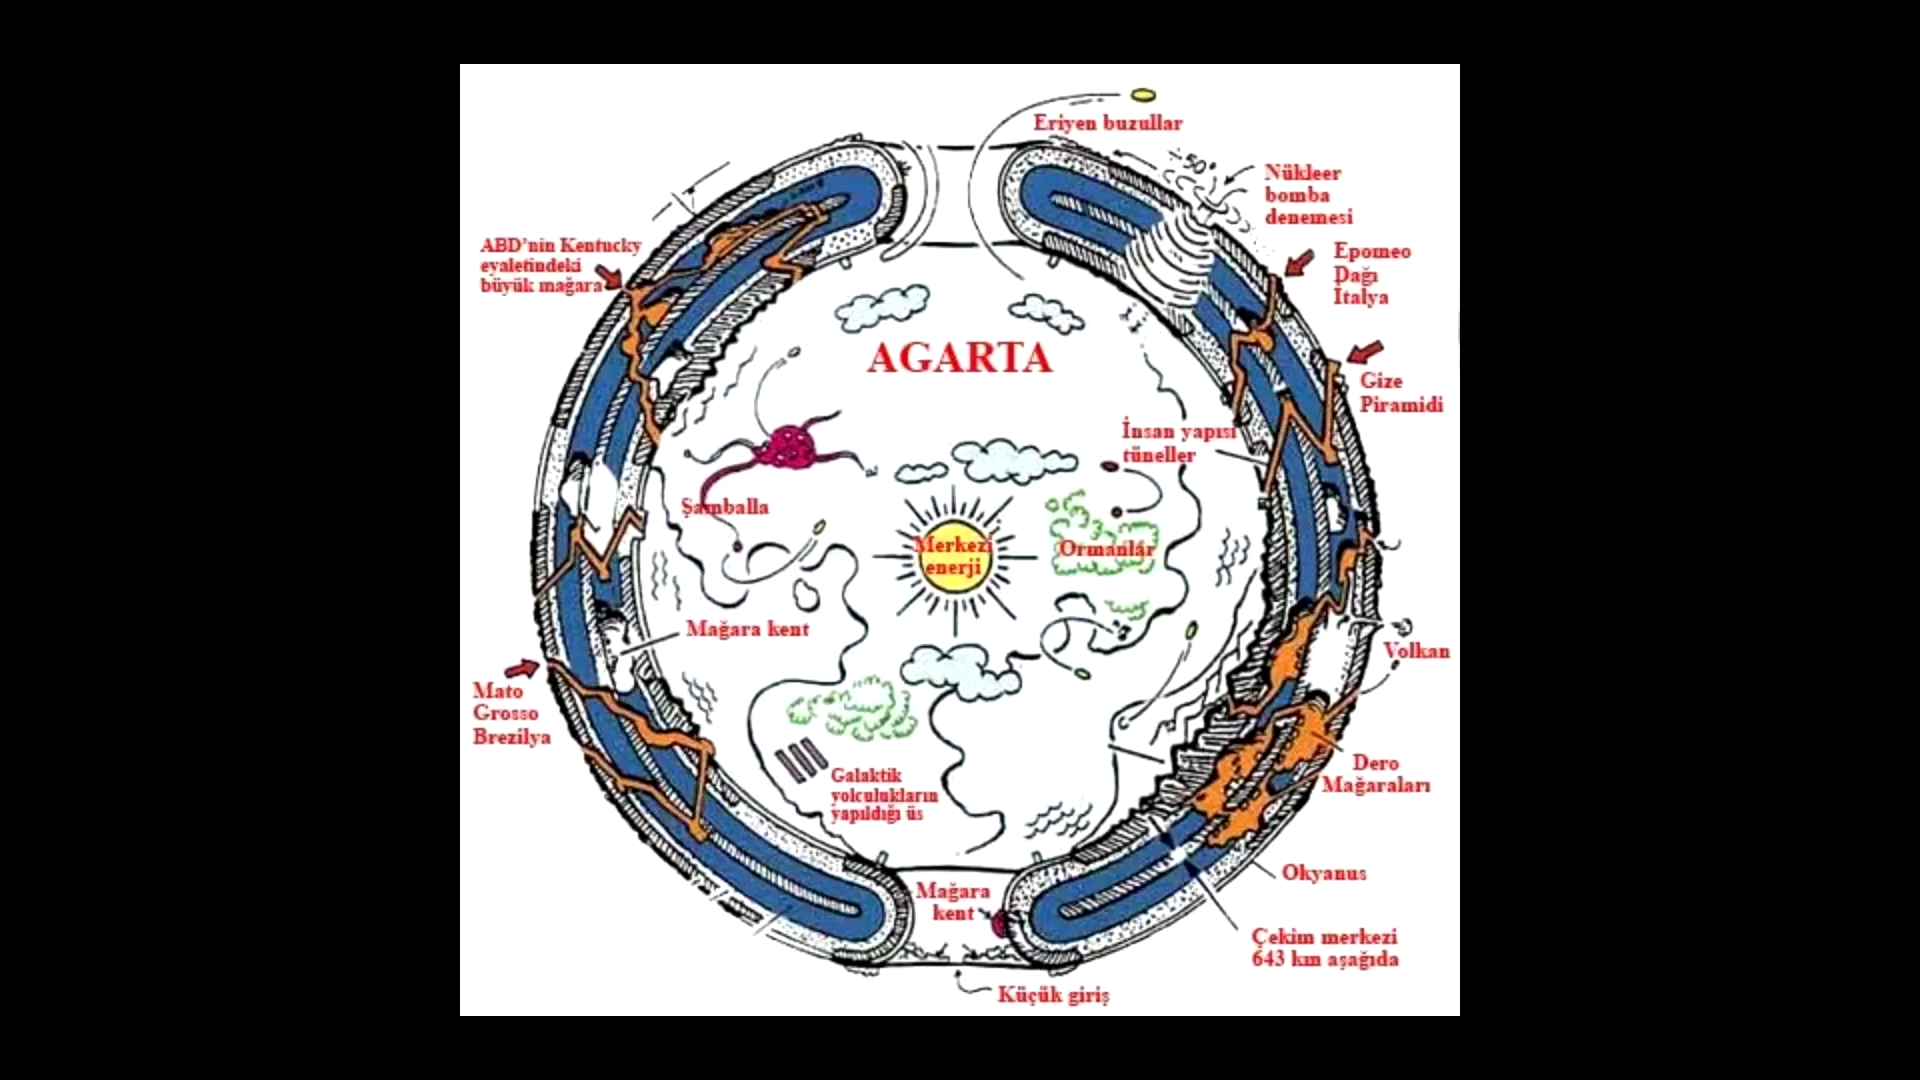 Eriyen buzullar
÷50°
Nükleer
bomba
denemesi
ABD'nin Kentucky
eyaletindeki
büyük mağara
Epomeo
Dağı
İtalya
AGARTA
Gize
Piramidi
İnsan yapısı
tüneller
Şamballa
Merkezi
enerji
Ormanlar
Mağara kent
Volkan
Mato
Grosso
Brezilya
Galaktik
yolculukların
yapıldığı üs
Dero
Mağaraları
Okyanus
Mağara
kent
Çekim merkezi
643 km aşağıda
Küçük giriş